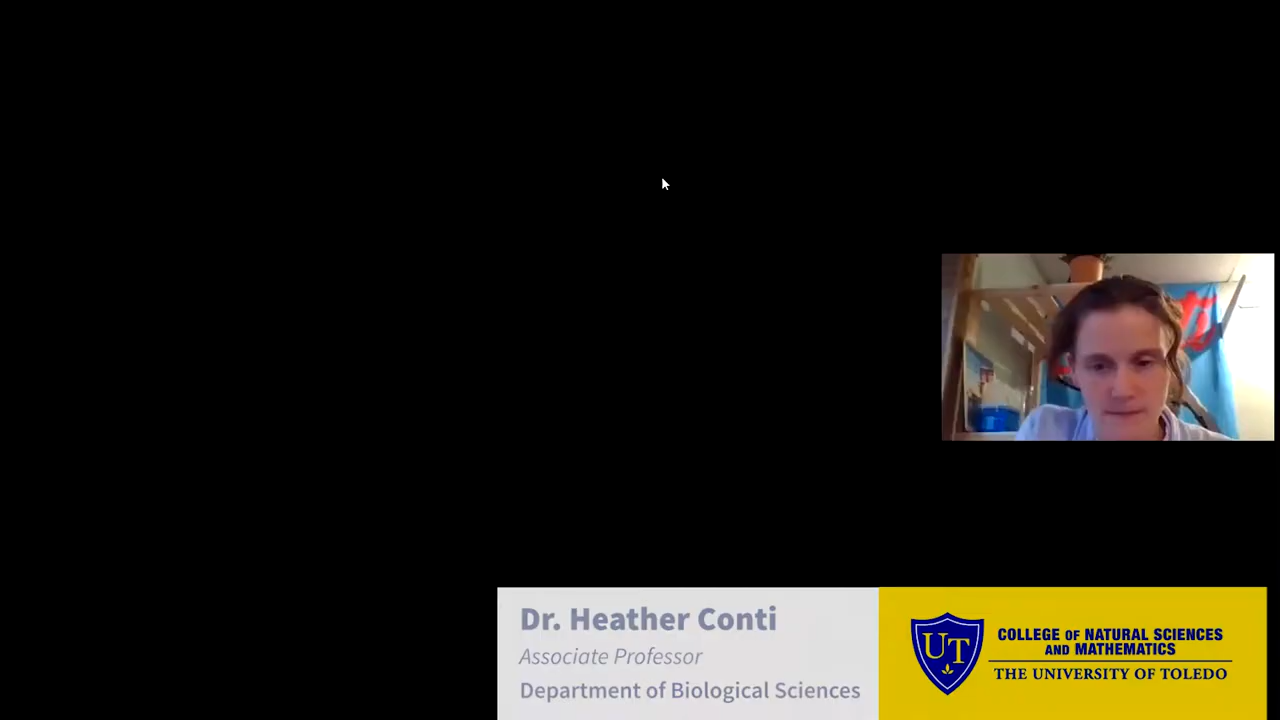 Dr. Heather Conti
Associate Professor
Department of Biological Sciences
UT
COLLEGE OF NATURAL SCIENCES
AND MATHEMATICS
THE UNIVERSITY OF TOLEDO